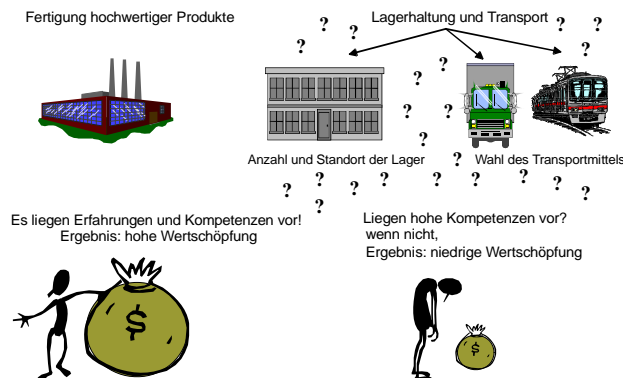 Fertigung hochwertiger Produkte
Lagerhaltung und Transport
? ? ? ? ? ?
? ? ? ?
? ?
? ?
Anzahl und Standort der Lager
?
Wahl des Transportmittels
? ? ? ? ? ? ? ? ? ?
? ?
Es liegen Erfahrungen und Kompetenzen vor!
Ergebnis: hohe Wertschöpfung
Liegen hohe Kompetenzen vor?
wenn nicht,
Ergebnis: niedrige Wertschöpfung
$
$